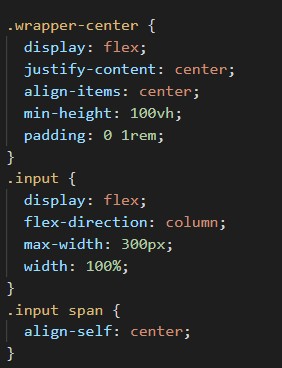 .wrapper-center {
  display: flex;
  justify-content: center;
  align-items: center;
  min-height: 100vh;
  padding: 0 1rem;
}
.input {
  display: flex;
  flex-direction: column;
  max-width: 300px;
  width: 100%;
}
.input span {
  align-self: center;
}